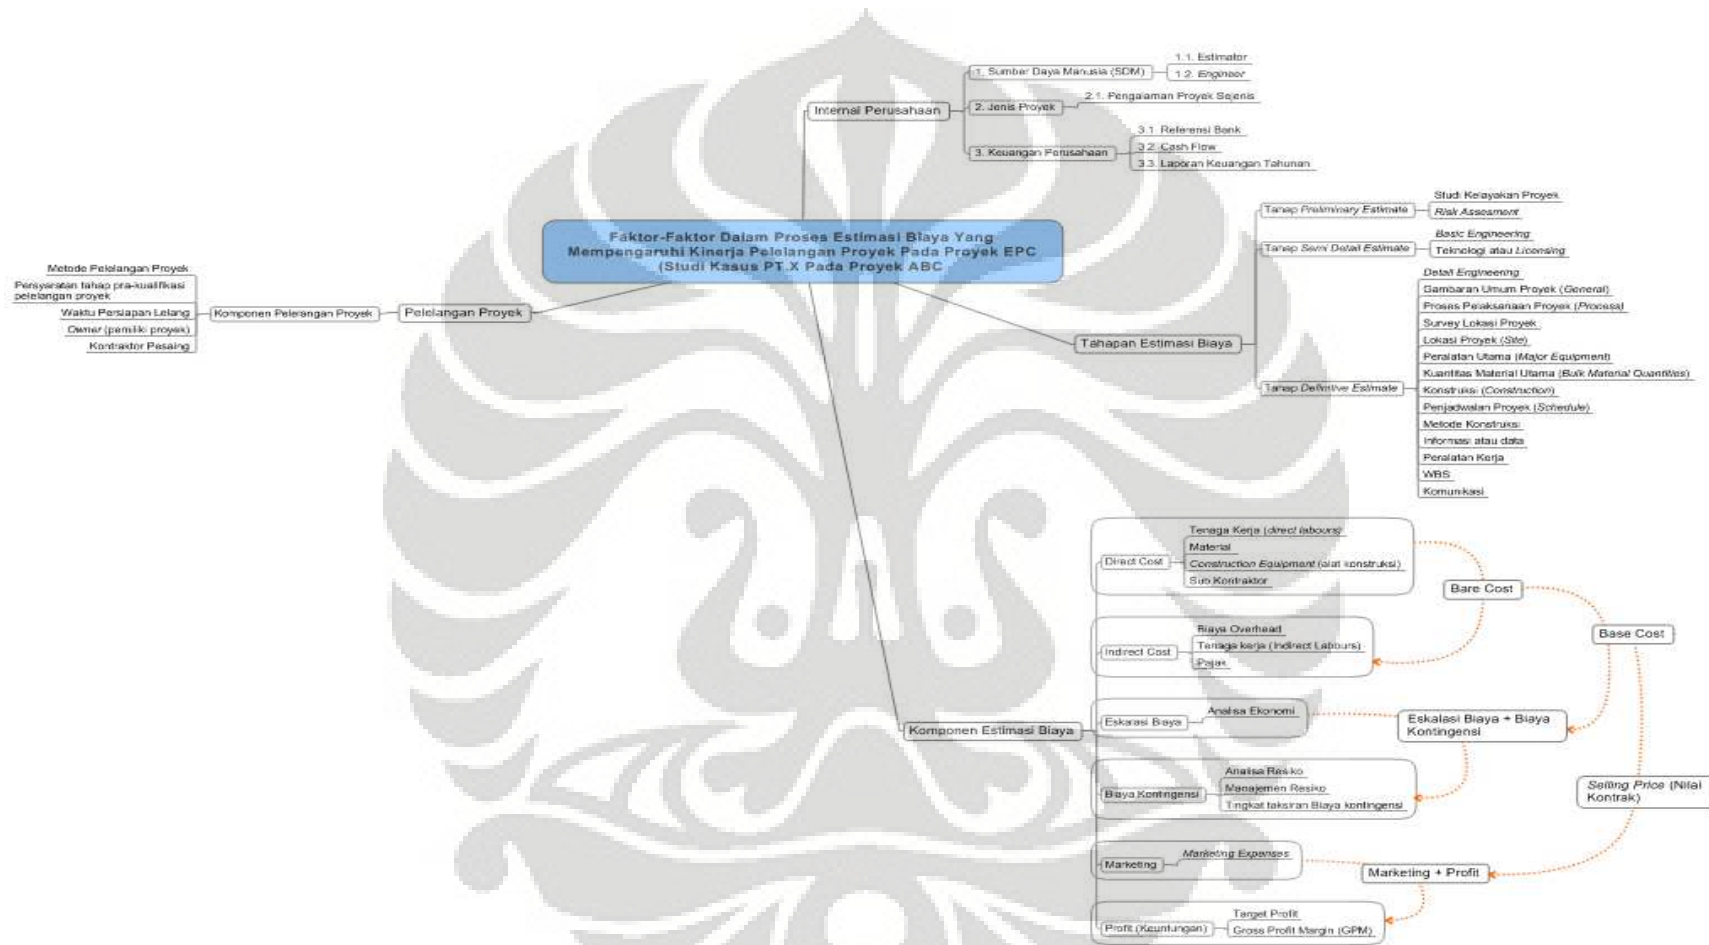 Faktor-Faktor Dalam Proses Estimasi Biaya Yang
Mempengaruhi Kinerja Pelelangan Proyek Pada Proyek EPC
(Studi Kasus PT.X Pada Proyek ABC
Internal Perusahaan
1. Sumber Daya Manusia (SDM)
1.1. Estimator
1.2. Engineer
2. Jenis Proyek
2.1. Pengalaman Proyek Sejenis
3. Keuangan Perusahaan
3.1. Referensi Bank
3.2. Cash Flow
3.3. Laporan Keuangan Tahunan
Pelelangan Proyek
Komponen Pelelangan Proyek
Metode Pelelangan Proyek
Persyaratan tahap pra-kualifikasi
pelelangan proyek
Waktu Persiapan Lelang
Owner (pemiliki proyek)
Kontraktor Pesaing
Tahapan Estimasi Biaya
Tahap Preliminary Estimate
Studi Kelayakan Proyek
Risk Assesment
Tahap Semi Detail Estimate
Basic Engineering
Teknologi atau Licensing
Tahap Definitive Estimate
Detail Engineering
Gambaran Umum Proyek (General)
Proses Pelaksanaan Proyek (Process)
Survey Lokasi Proyek
Lokasi Proyek (Site)
Peralatan Utama (Major Equipment)
Kuantitas Material Utama (Bulk Material Quantities)
Konstruksi (Construction)
Penjadwalan Proyek (Schedule)
Metode Konstruksi
Informasi atau data
Peralatan Kerja
WBS
Komunikasi
Komponen Estimasi Biaya
Direct Cost
Tenaga Kerja (direct labours)
Material
Construction Equipment (alat konstruksi)
Sub Kontraktor
Indirect Cost
Biaya Overhead
Tenaga kerja (Indirect Labours)
Pajak
Eskalasi Biaya
Analisa Ekonomi
Biaya Kontingensi
Analisa Resiko
Manajemen Resiko
Tingkat taksiran Biaya kontingensi
Marketing
Marketing Expenses
Profit (Keuntungan)
Target Profit
Gross Profit Margin (GPM)
Bare Cost
Base Cost
Eskalasi Biaya + Biaya
Kontingensi
Selling Price (Nilai
Kontrak)
Marketing + Profit